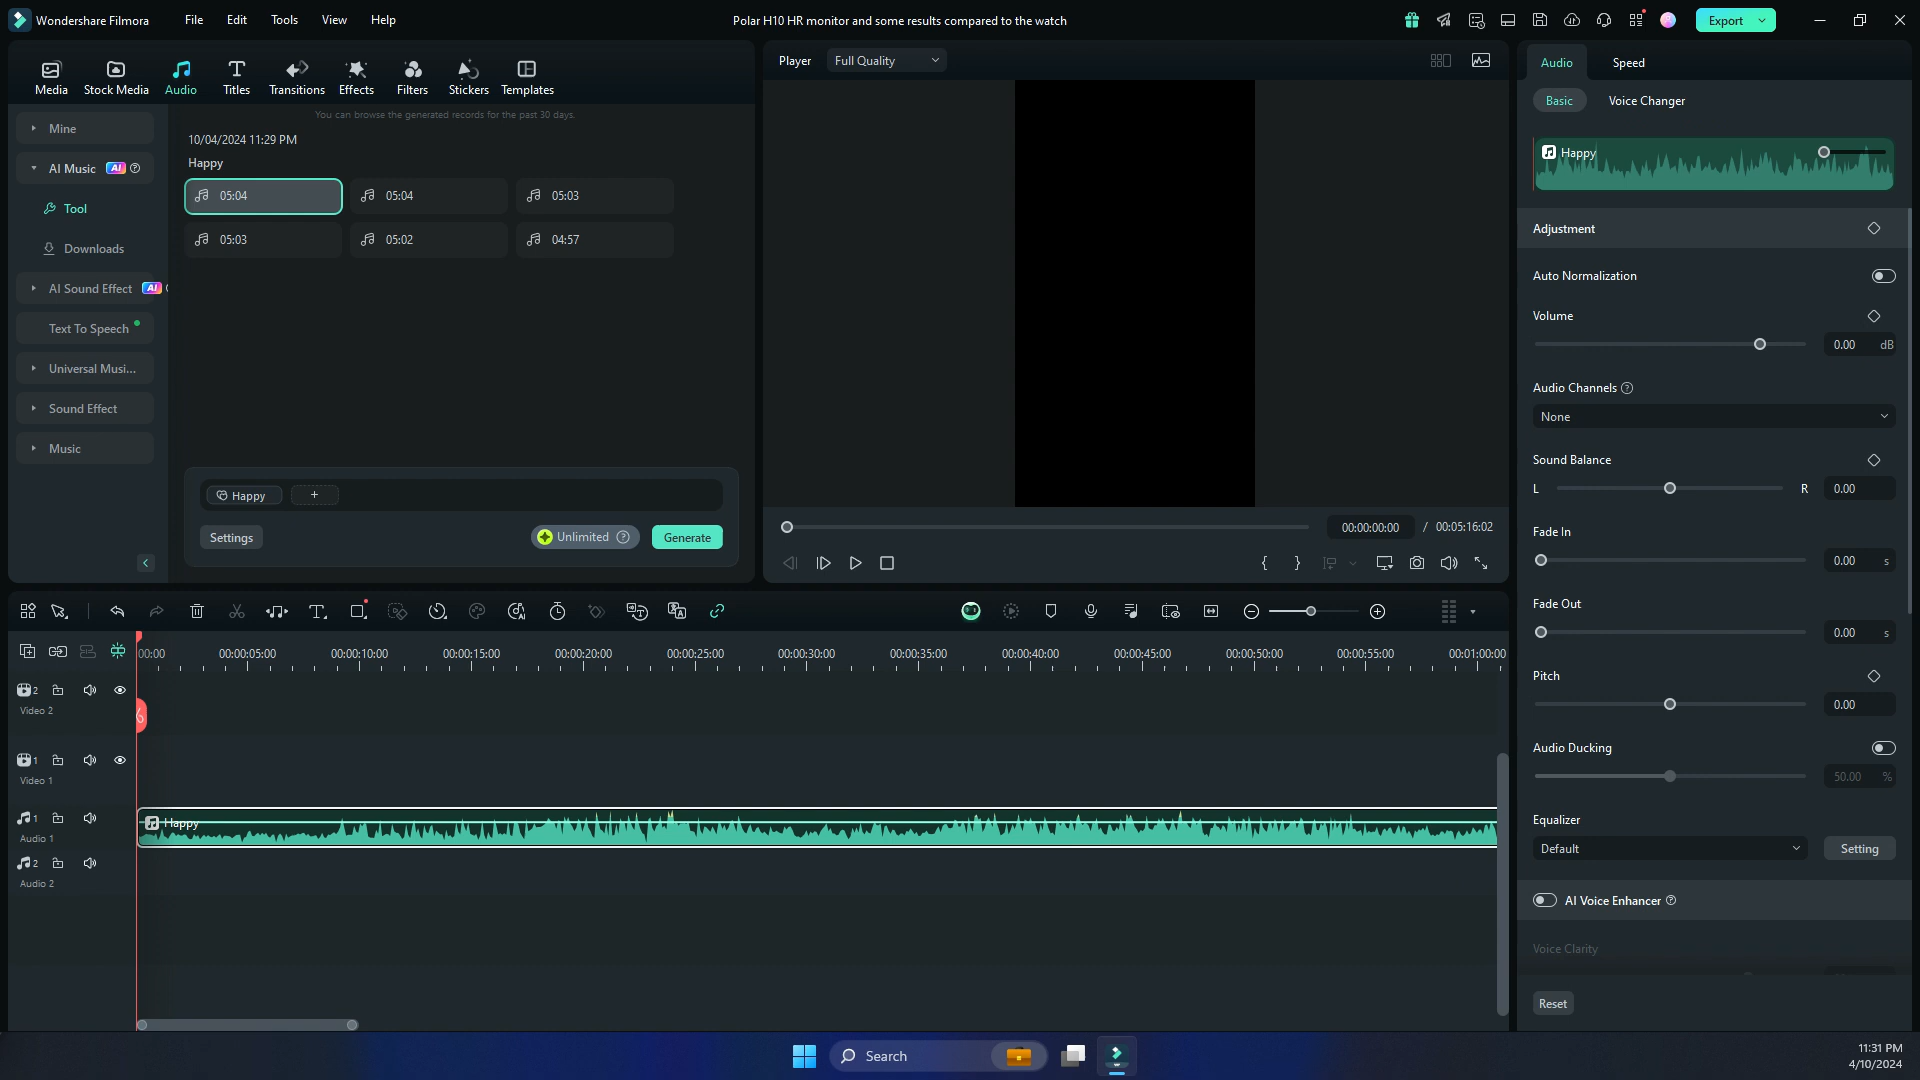 Wondershare Filmora File Edit Tools View Help Polar H10 HR monitor and some results compared to the watch Export
Media Stock Media Audio Titles Transitions Effects Filters Stickers Templates
Player Full Quality
Audio Speed
Basic Voice Changer
Mine
AI Music AI
Tool
Downloads
AI Sound Effect AI
Text To Speech
Universal Musi...
Sound Effect
Music
You can browse the generated records for the past 30 days.
10/04/2024 11:29 PM
Happy
05:04 05:04 05:03
05:03 05:02 04:57
Happy +
Settings Unlimited Generate
00:00:00:00 / 00:05:16:02
Happy
Adjustment
Auto Normalization
Volume
0.00 dB
Audio Channels
None
Sound Balance
L R 0.00
Fade In
0.00 s
Fade Out
0.00 s
Pitch
0.00
Audio Ducking
50.00 %
Equalizer
Default Setting
AI Voice Enhancer
Voice Clarity
Reset
00:00 00:00:05:00 00:00:10:00 00:00:15:00 00:00:20:00 00:00:25:00 00:00:30:00 00:00:35:00 00:00:40:00 00:00:45:00 00:00:50:00 00:00:55:00 00:01:00:00
2
Video 2
1
Video 1
1
Audio 1
Happy
2
Audio 2
Search
11:31 PM
4/10/2024